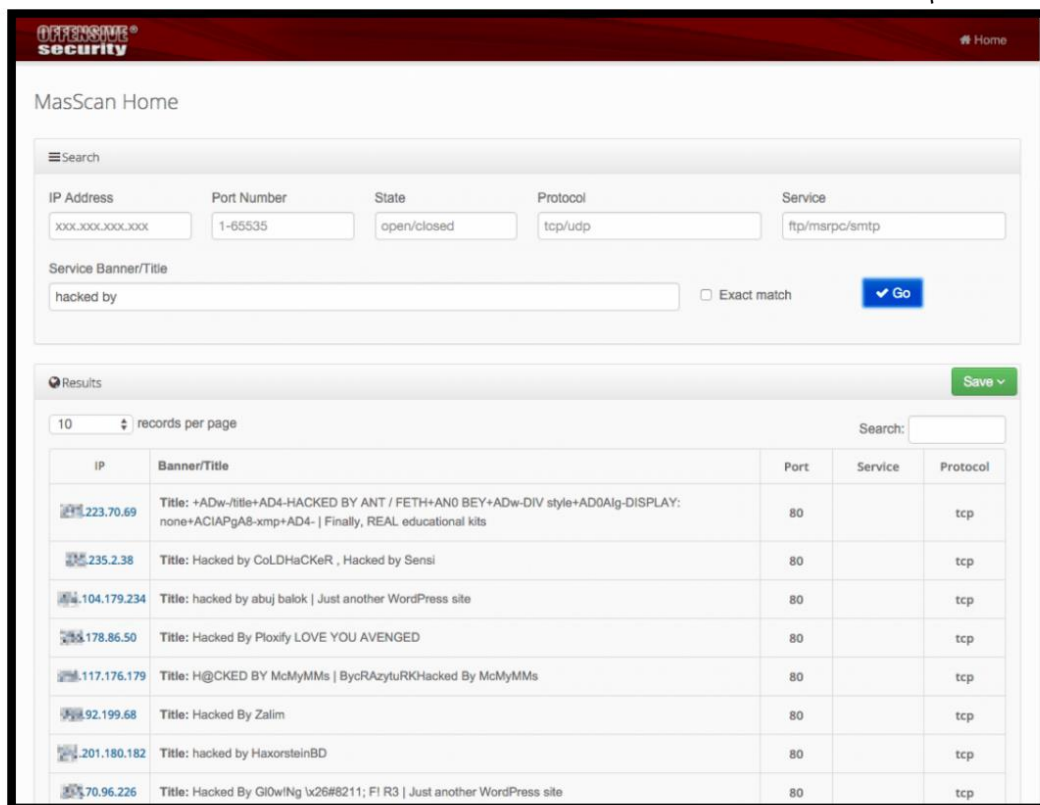 OFFENSIVE®
security
Home
MasScan Home
Search
IP Address Port Number State Protocol Service
xxx.xxx.xxx.xxx 1-65535 open/closed tcp/udp ftp/msrpc/smtp
Service Banner/Title
hacked by Exact match Go
Results Save
10 records per page Search:
IP Banner/Title Port Service Protocol
.223.70.69 Title: +ADw-/title+AD4-HACKED BY ANT / FETH+AN0 BEY+ADw-DIV style+AD0AIg-DISPLAY: 80 tcp
none+ACIAPgA8-xmp+AD4- | Finally, REAL educational kits
.235.2.38 Title: Hacked by CoLDHaCKeR , Hacked by Sensi 80 tcp
.104.179.234 Title: hacked by abuj balok | Just another WordPress site 80 tcp
.178.86.50 Title: Hacked By Ploxify LOVE YOU AVENGED 80 tcp
.117.176.179 Title: H@CKED BY McMyMMs | BycRAzytuRKHacked By McMyMMs 80 tcp
.92.199.68 Title: Hacked By Zalim 80 tcp
.201.180.182 Title: hacked by HaxorsteinBD 80 tcp
.70.96.226 Title: Hacked By Gl0w!Ng \x26#8211; F! R3 | Just another WordPress site 80 tcp